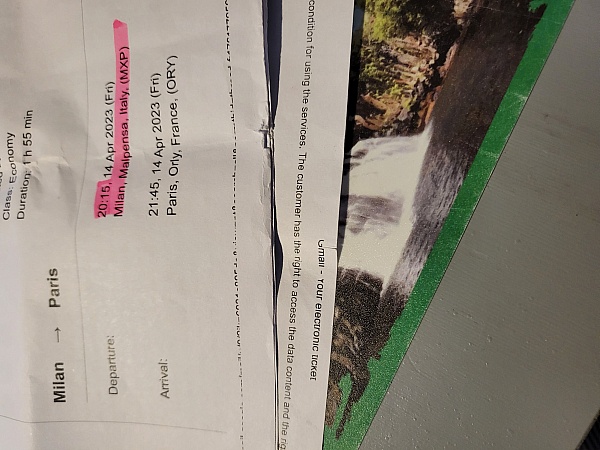 Class: Economy
Duration: 1 h 55 min
Milan → Paris
Departure:
20:15, 14 Apr 2023 (Fri)
Milan, Malpensa, Italy, (MXP)
Arrival:
21:45, 14 Apr 2023 (Fri)
Paris, Orly, France, (ORY)
condition for using the services. The customer has the right to access the data content and the
Gmail - Your electronic ticket